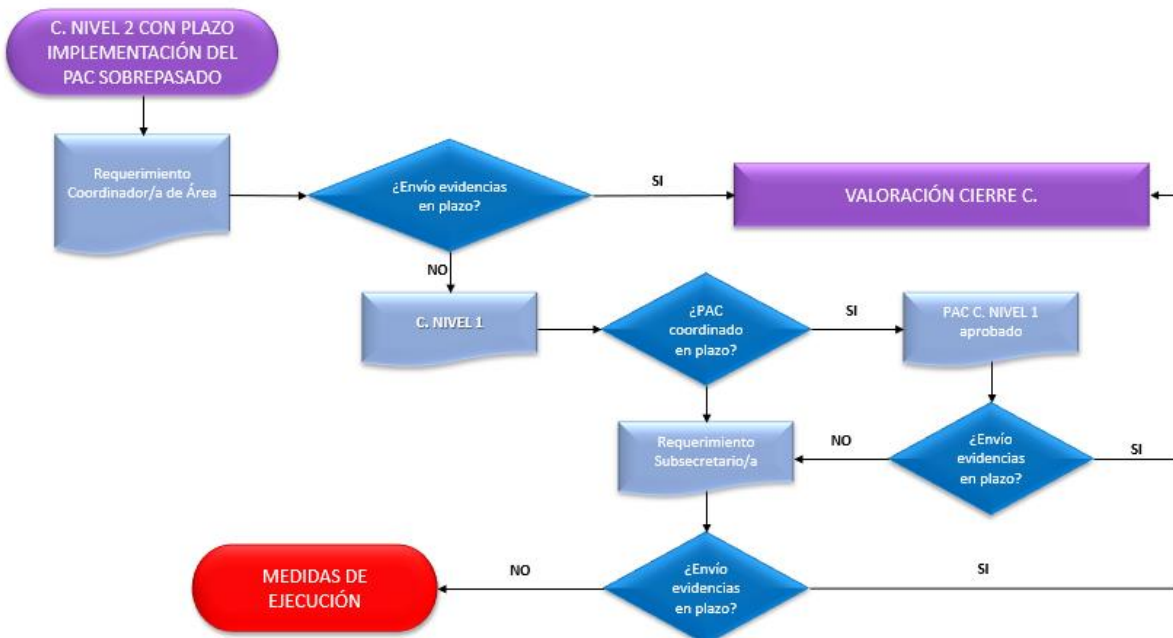 C. NIVEL 2 CON PLAZO
IMPLEMENTACIÓN DEL
PAC SOBREPASADO
Requerimiento
Coordinador/a de Área
¿Envío evidencias
en plazo?
SI
VALORACIÓN CIERRE C.
NO
C. NIVEL 1
¿PAC
coordinado
en plazo?
SI
PAC C. NIVEL 1
aprobado
Requerimiento
Subsecretario/a
NO
¿Envío
evidencias
en plazo?
SI
MEDIDAS DE
EJECUCIÓN
NO
¿Envío
evidencias
en plazo?
SI